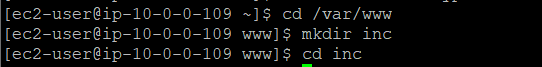 [ec2-user@ip-10-0-0-109 ~]$ cd /var/www
[ec2-user@ip-10-0-0-109 www]$ mkdir inc
[ec2-user@ip-10-0-0-109 www]$ cd inc